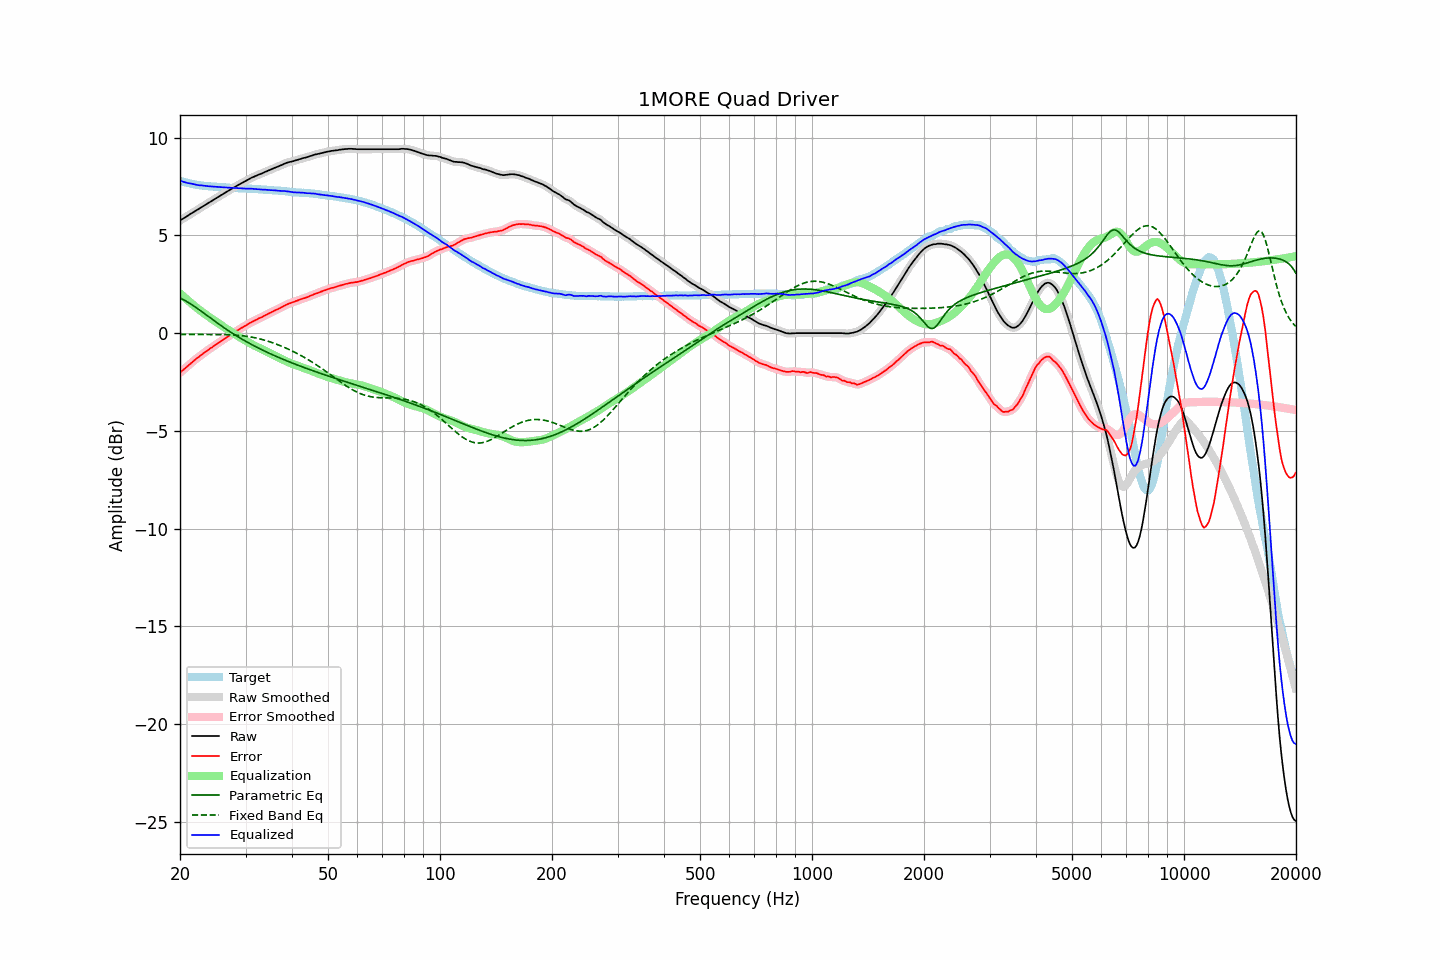 1MORE Quad Driver
Amplitude (dBr)
10
5
0
−5
−10
−15
−20
−25
Target
Raw Smoothed
Error Smoothed
Raw
Error
Equalization
Parametric Eq
Fixed Band Eq
Equalized
20 50 100 200 500 1000 2000 5000 10000 20000
Frequency (Hz)